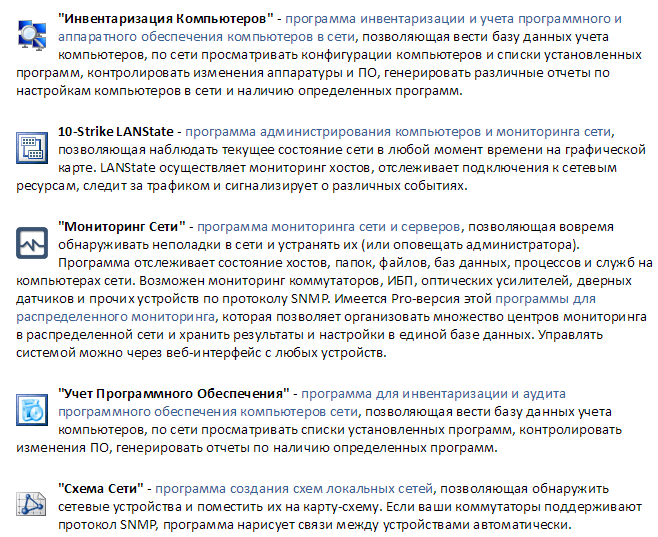 "Инвентаризация Компьютеров" - программа инвентаризации и учета программного и
аппаратного обеспечения компьютеров в сети, позволяющая вести базу данных учета
компьютеров, по сети просматривать конфигурации компьютеров и списки установленных
программ, контролировать изменения аппаратуры и ПО, генерировать различные отчеты по
настройкам компьютеров в сети и наличию определенных программ.
10-Strike LANState - программа администрирования компьютеров и мониторинга сети,
позволяющая наблюдать текущее состояние сети в любой момент времени на графической
карте. LANState осуществляет мониторинг хостов, отслеживает подключения к сетевым
ресурсам, следит за трафиком и сигнализирует о различных событиях.
"Мониторинг Сети" - программа мониторинга сети и серверов, позволяющая вовремя
обнаруживать неполадки в сети и устранять их (или оповещать администратора).
Программа отслеживает состояние хостов, папок, файлов, баз данных, процессов и служб на
компьютерах сети. Возможен мониторинг коммутаторов, ИБП, оптических усилителей, дверных
датчиков и прочих устройств по протоколу SNMP. Имеется Pro-версия этой программы для
распределенного мониторинга, которая позволяет организовать множество центров мониторинга
в распределенной сети и хранить результаты и настройки в единой базе данных. Управлять
системой можно через веб-интерфейс с любых устройств.
"Учет Программного Обеспечения" - программа для инвентаризации и аудита
программного обеспечения компьютеров сети, позволяющая вести базу данных учета
компьютеров, по сети просматривать списки установленных программ, контролировать
изменения ПО, генерировать отчеты по наличию определенных программ.
"Схема Сети" - программа создания схем локальных сетей, позволяющая обнаружить
сетевые устройства и поместить их на карту-схему. Если ваши коммутаторы поддерживают
протокол SNMP, программа нарисует связи между устройствами автоматически.